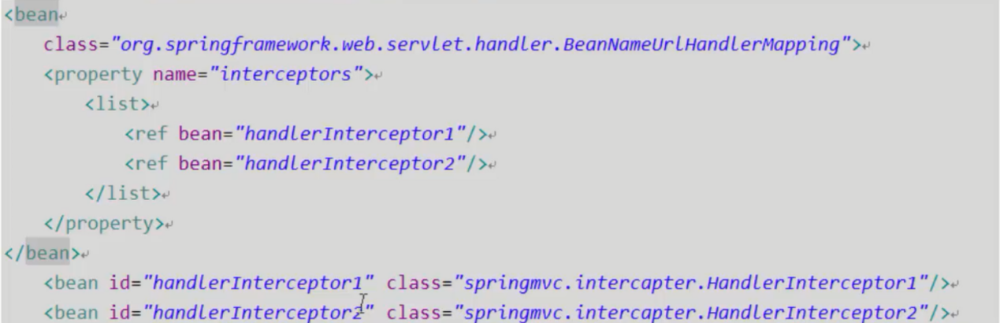 <bean
class="org.springframework.web.servlet.handler.BeanNameUrlHandlerMapping">
<property name="interceptors">
<list>
<ref bean="handlerInterceptor1"/>
<ref bean="handlerInterceptor2"/>
</list>
</property>
</bean>
<bean id="handlerInterceptor1" class="springmvc.intercapter.HandlerInterceptor1"/>
<bean id="handlerInterceptor2" class="springmvc.intercapter.HandlerInterceptor2"/>